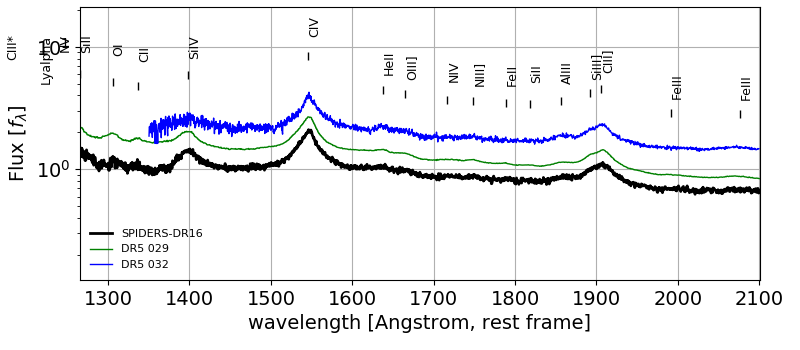 CIII*
Lyalpha
NV
SiII
OI
CII
SiIV
CIV
HeII
OIII]
NIV
NIII]
FeII
SiII
AlIII
SiIII]
CIII]
FeIII
FeIII
10¹
10⁰
Flux [fλ]
SPIDERS-DR16
DR5 029
DR5 032
1300 1400 1500 1600 1700 1800 1900 2000 2100
wavelength [Angstrom, rest frame]